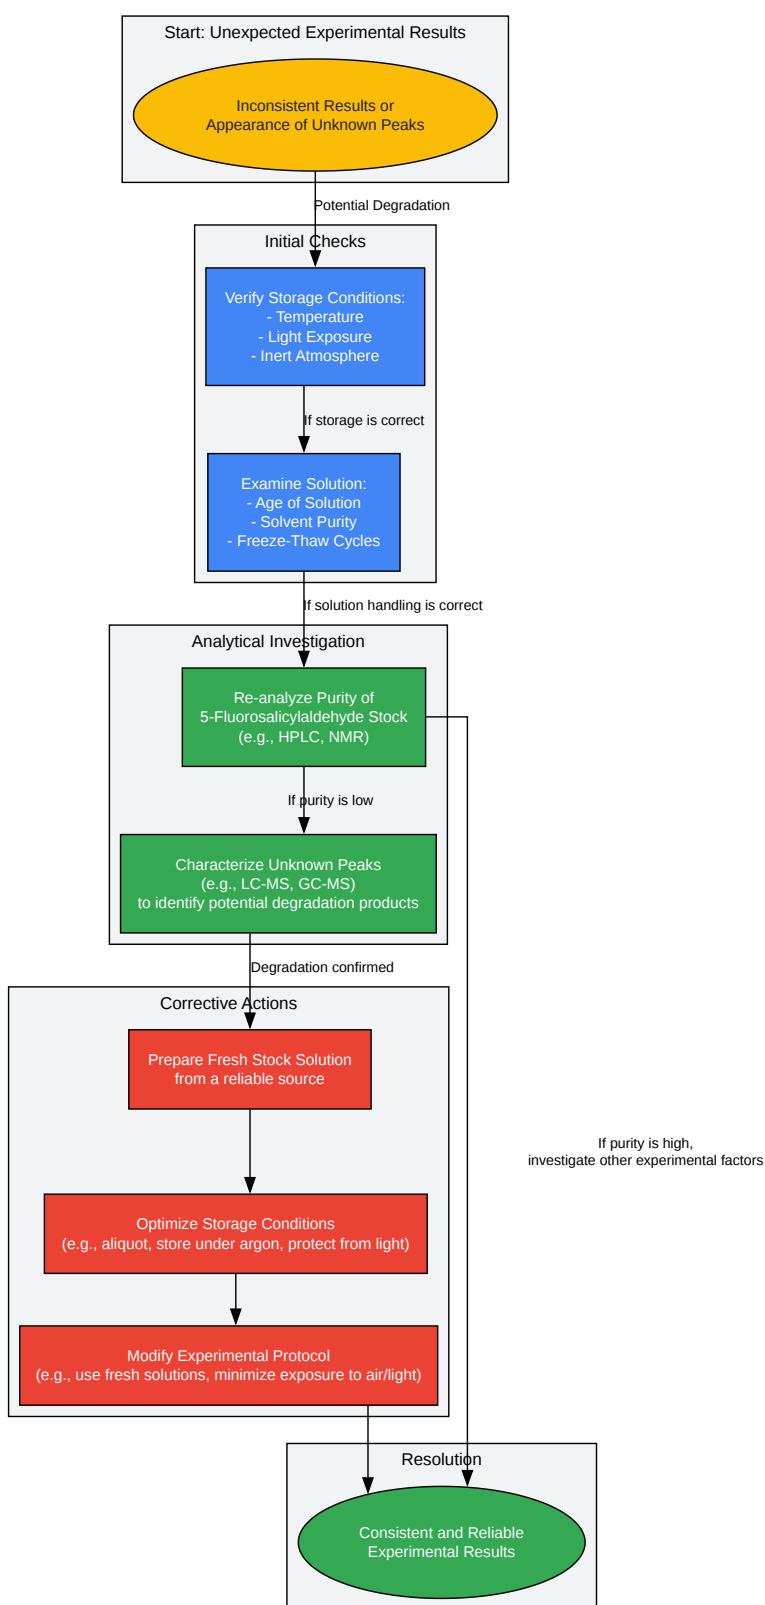 Start: Unexpected Experimental Results
Inconsistent Results or
Appearance of Unknown Peaks
Potential Degradation
Initial Checks
Verify Storage Conditions:
- Temperature
- Light Exposure
- Inert Atmosphere
If storage is correct
Examine Solution:
- Age of Solution
- Solvent Purity
- Freeze-Thaw Cycles
If solution handling is correct
Analytical Investigation
Re-analyze Purity of
5-Fluorosalicylaldehyde Stock
(e.g., HPLC, NMR)
If purity is low
Characterize Unknown Peaks
(e.g., LC-MS, GC-MS)
to identify potential degradation products
Degradation confirmed
Corrective Actions
Prepare Fresh Stock Solution
from a reliable source
If purity is high,
investigate other experimental factors
Optimize Storage Conditions
(e.g., aliquot, store under argon, protect from light)
Modify Experimental Protocol
(e.g., use fresh solutions, minimize exposure to air/light)
Resolution
Consistent and Reliable
Experimental Results